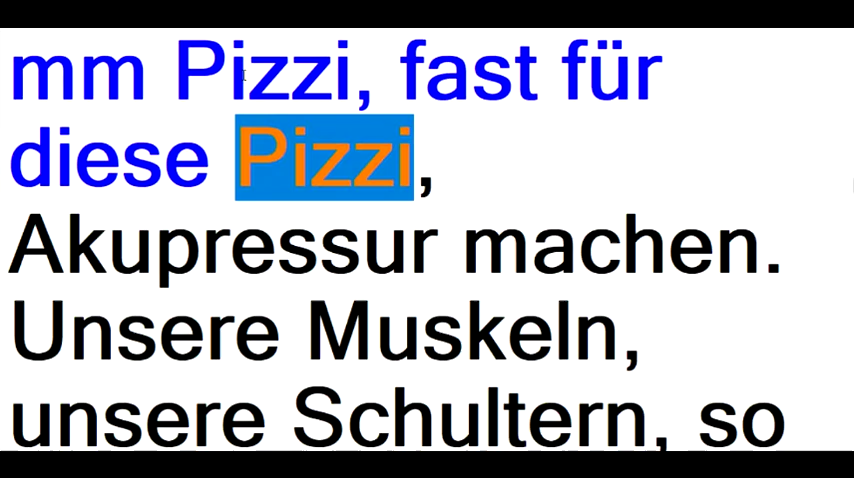 mm Pizzi, fast für
diese Pizzi,
Akupressur machen.
Unsere Muskeln,
unsere Schultern, so